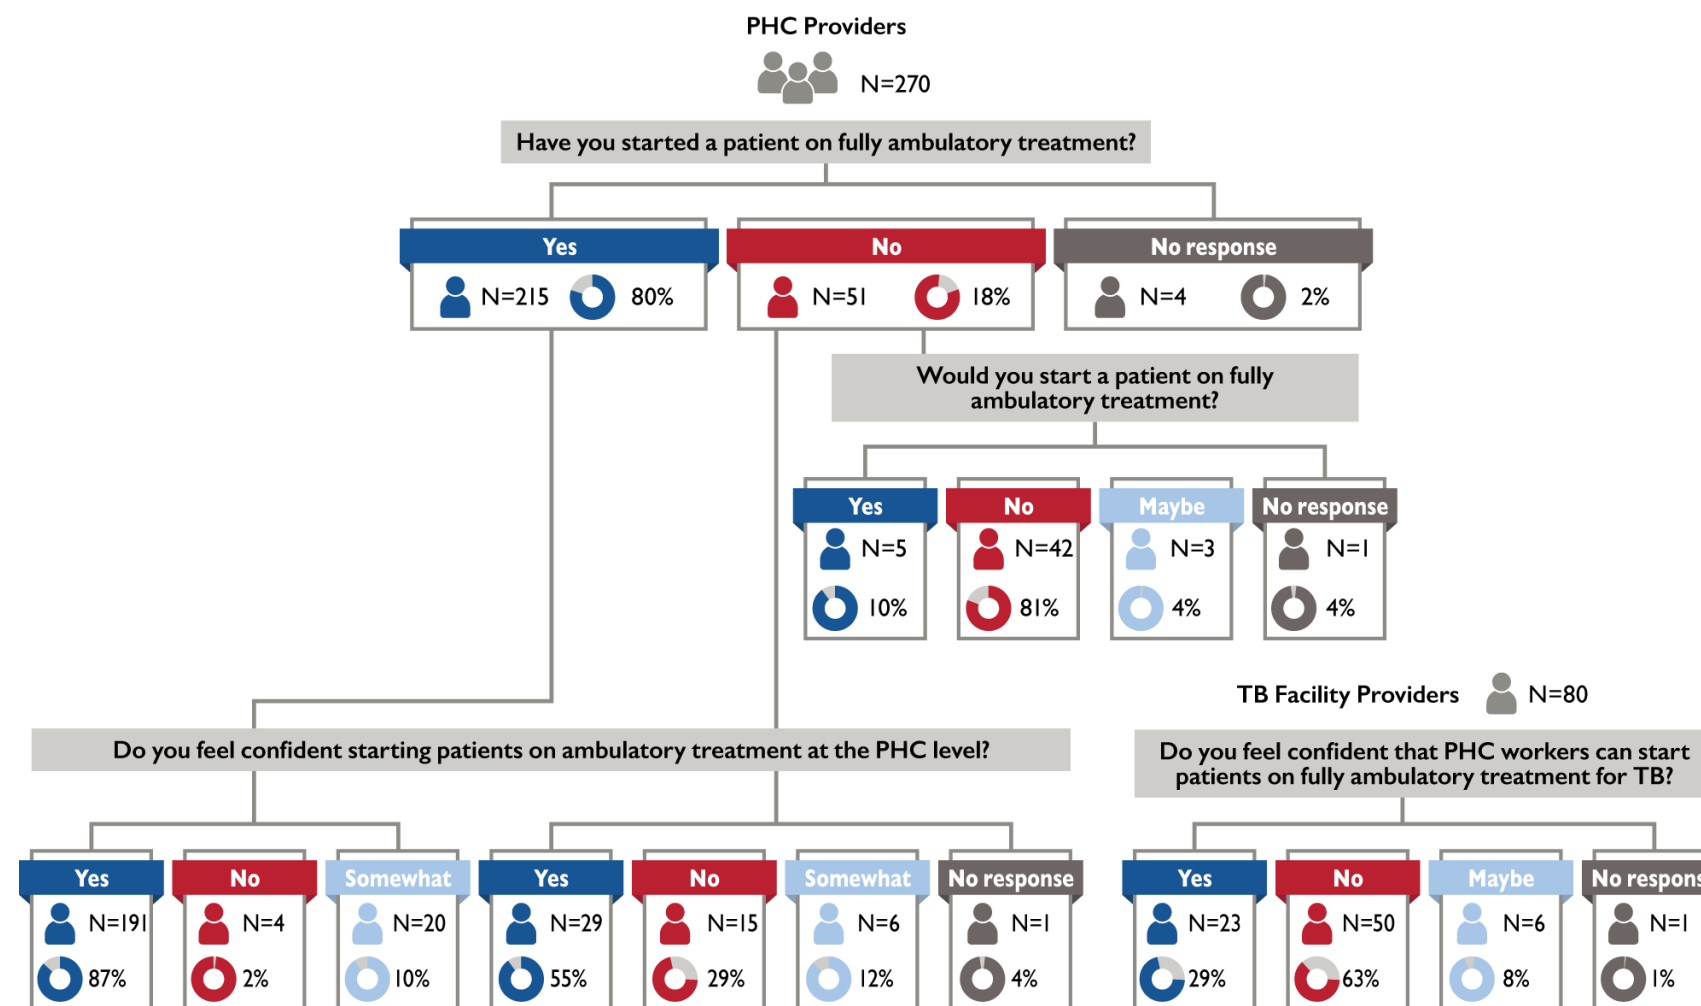 PHC Providers
N=270
Have you started a patient on fully ambulatory treatment?
Yes
No
No response
N=215
80%
N=51
18%
N=4
2%
Would you start a patient on fully
ambulatory treatment?
Yes
No
Maybe
No response
N=5
N=42
N=3
N=1
10%
81%
4%
4%
TB Facility Providers
N=80
Do you feel confident starting patients on ambulatory treatment at the PHC level?
Do you feel confident that PHC workers can start
patients on fully ambulatory treatment for TB?
Yes
No
Somewhat
Yes
No
Somewhat
No response
Yes
No
Maybe
No respons
N=191
N=4
N=20
N=29
N=15
N=6
N=1
N=23
N=50
N=6
N=1
87%
2%
10%
55%
29%
12%
4%
29%
63%
8%
1%